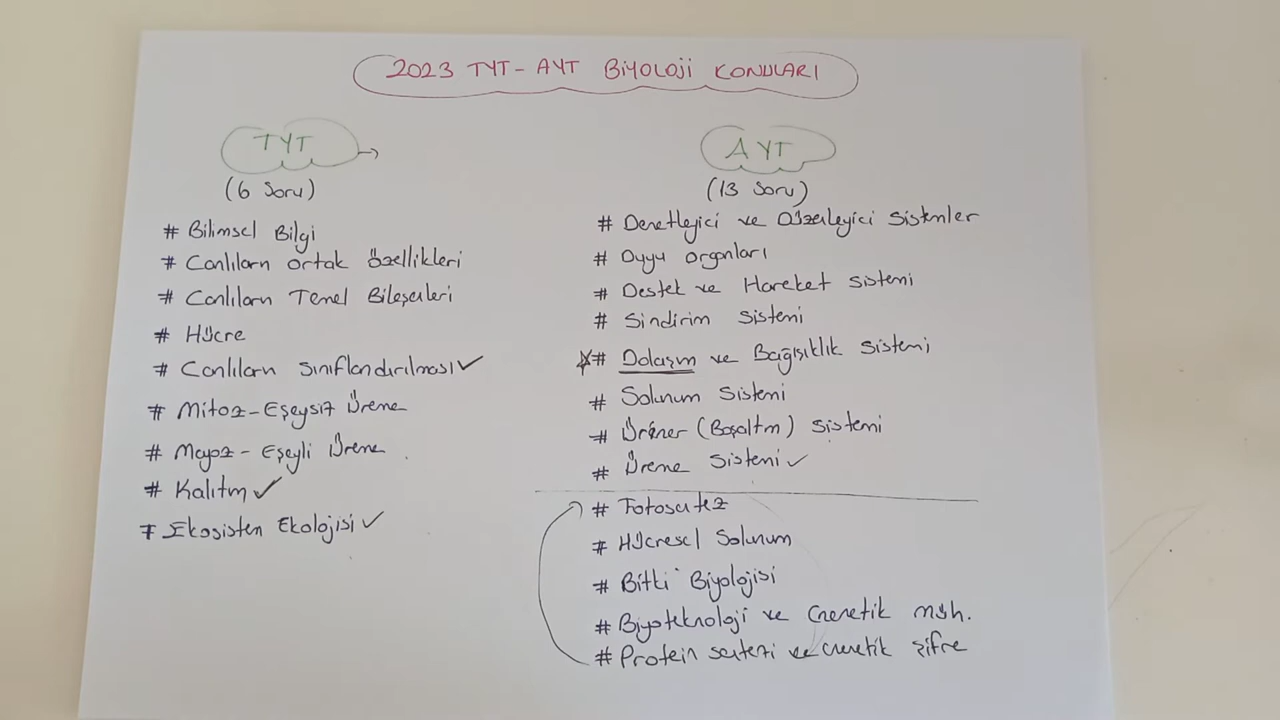 2023 TYT-AYT BİYOLOJİ KONULARI
TYT
(6 Soru)
# Bilimsel Bilgi
# Canlıların Ortak Özellikleri
# Canlıların Temel Bileşenleri
# Hücre
# Canlıların Sınıflandırılması ✓
# Mitoz-Eşeysiz Üreme
# Mayoz-Eşeyli Üreme
# Kalıtım ✓
# Ekosistem Ekolojisi ✓
AYT
(13 Soru)
# Denetleyici ve Düzenleyici Sistemler
# Duyu Organları
# Destek ve Hareket Sistemi
# Sindirim Sistemi
# Dolaşım ve Bağışıklık Sistemi
# Solunum Sistemi
# Üriner (Boşaltım) Sistemi
# Üreme Sistemi ✓
# Fotosentez
# Hücresel Solunum
# Bitki Biyolojisi
# Biyoteknoloji ve Genetik müh.
# Protein sentezi ve Genetik şifre